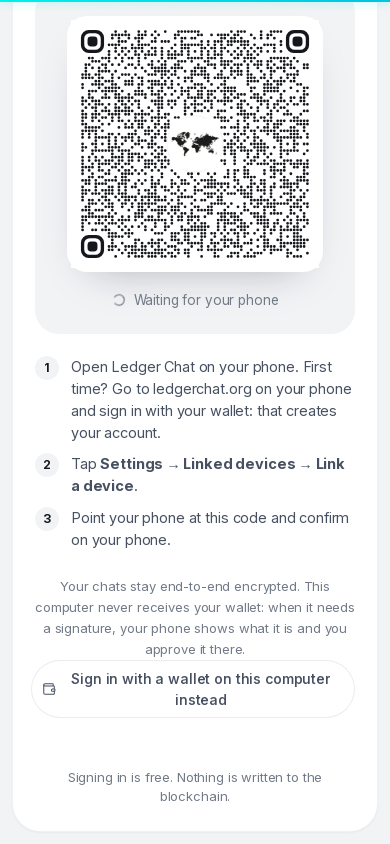 Waiting for your phone
1 Open Ledger Chat on your phone. First
time? Go to ledgerchat.org on your phone
and sign in with your wallet: that creates
your account.
2 Tap Settings → Linked devices → Link
a device.
3 Point your phone at this code and confirm
on your phone.
Your chats stay end-to-end encrypted. This
computer never receives your wallet: when it needs
a signature, your phone shows what it is and you
approve it there.
Sign in with a wallet on this computer
instead
Signing in is free. Nothing is written to the
blockchain.